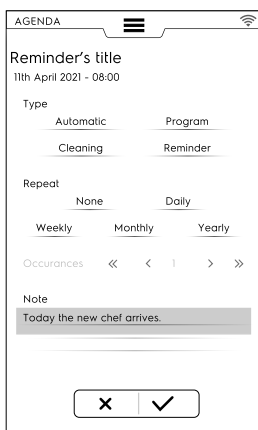 AGENDA
Reminder's title
11th April 2021 - 08:00
Type
Automatic Program
Cleaning Reminder
Repeat
None Daily
Weekly Monthly Yearly
Occurances « < 1 > »
Note
Today the new chef arrives.